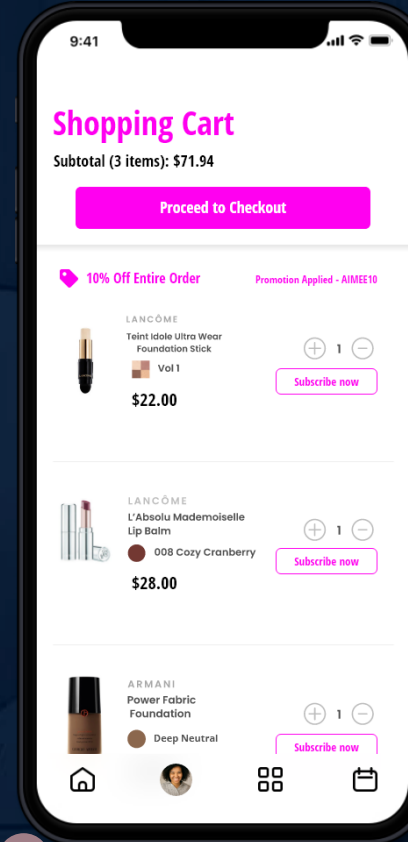 9:41
Shopping Cart
Subtotal (3 items): $71.94
Proceed to Checkout
10% Off Entire Order
Promotion Applied - AIMEE10
LANCÔME
Teint Idole Ultra Wear
Foundation Stick
Vol 1
$22.00
1
Subscribe now
LANCÔME
L'Absolu Mademoiselle
Lip Balm
008 Cozy Cranberry
$28.00
1
Subscribe now
ARMANI
Power Fabric
Foundation
Deep Neutral
1
Subscribe now